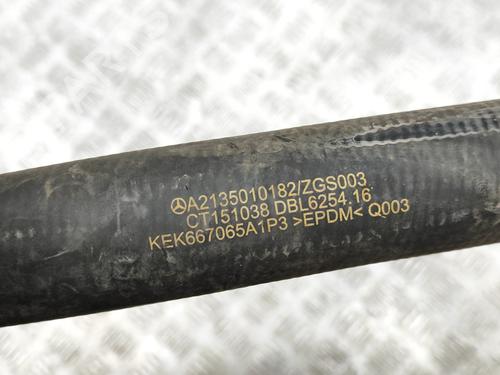 A2135010182/ZGS003
CT151038 DBL6254.16
KEK667065A1P3 >EPDM< Q003